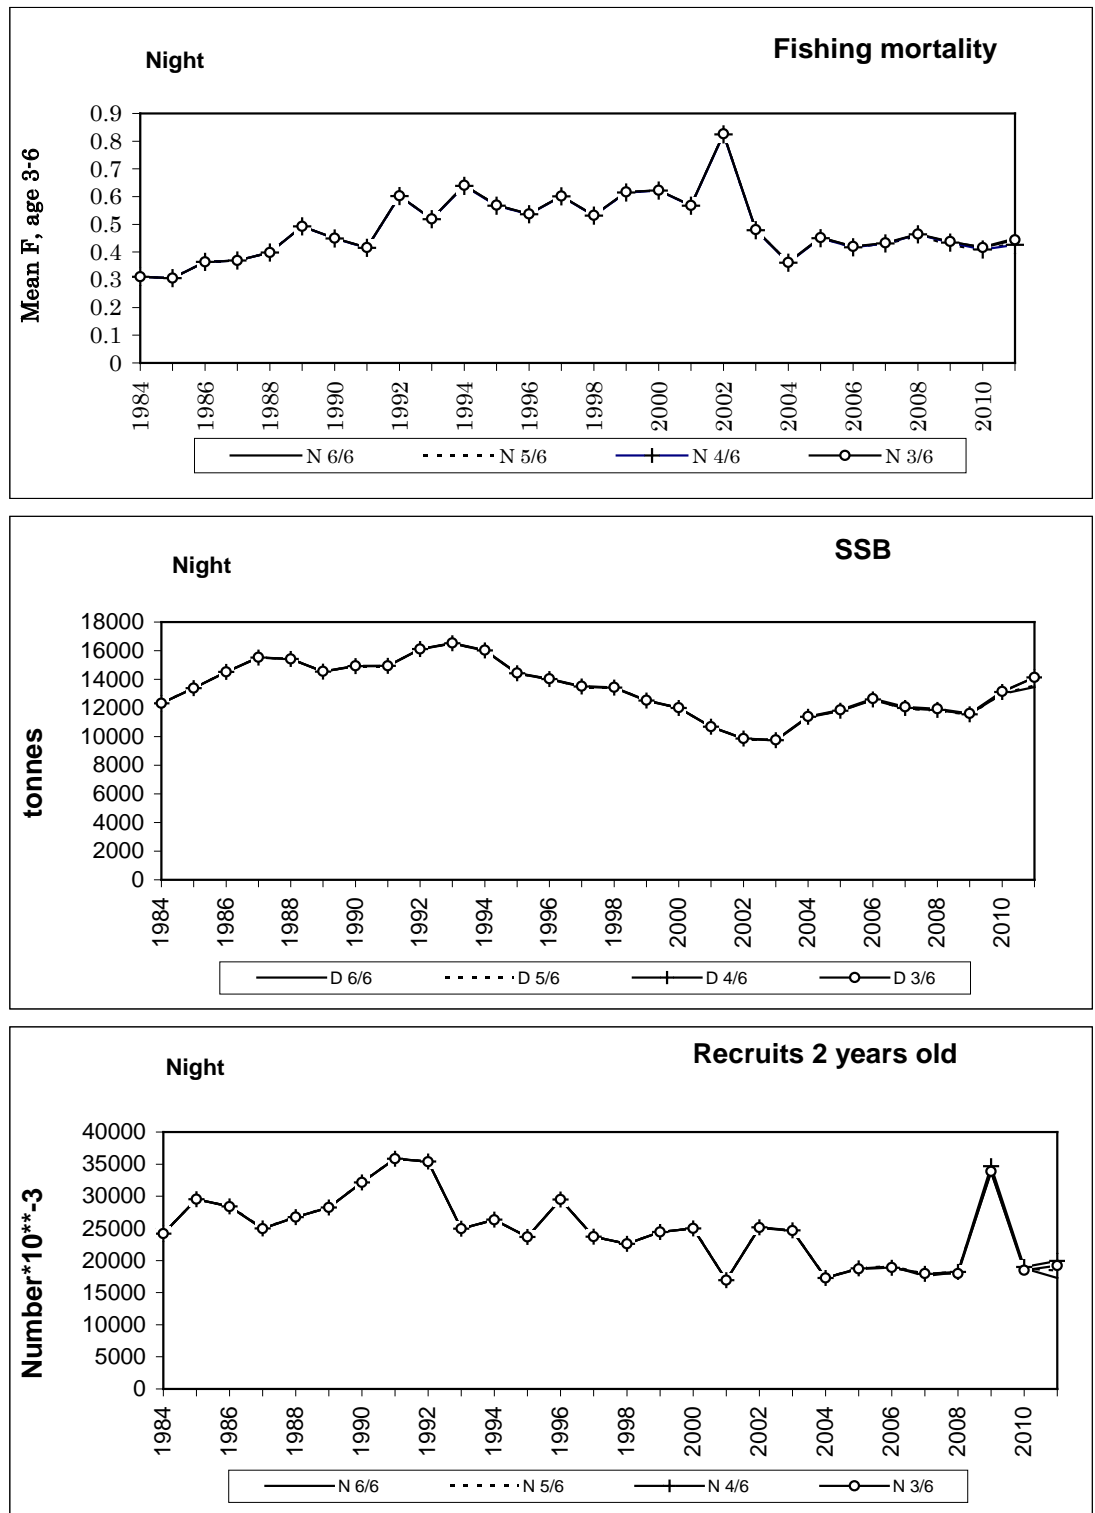 Night
Fishing mortality
Mean F, age 3-6
0.9
0.8
0.7
0.6
0.5
0.4
0.3
0.2
0.1
0
1984 1986 1988 1990 1992 1994 1996 1998 2000 2002 2004 2006 2008 2010
N 6/6 N 5/6 N 4/6 N 3/6
SSB
Night
tonnes
18000
16000
14000
12000
10000
8000
6000
4000
2000
0
1984 1986 1988 1990 1992 1994 1996 1998 2000 2002 2004 2006 2008 2010
D 6/6 D 5/6 D 4/6 D 3/6
Recruits 2 years old
Night
Number*10**-3
40000
35000
30000
25000
20000
15000
10000
5000
0
1984 1986 1988 1990 1992 1994 1996 1998 2000 2002 2004 2006 2008 2010
N 6/6 N 5/6 N 4/6 N 3/6